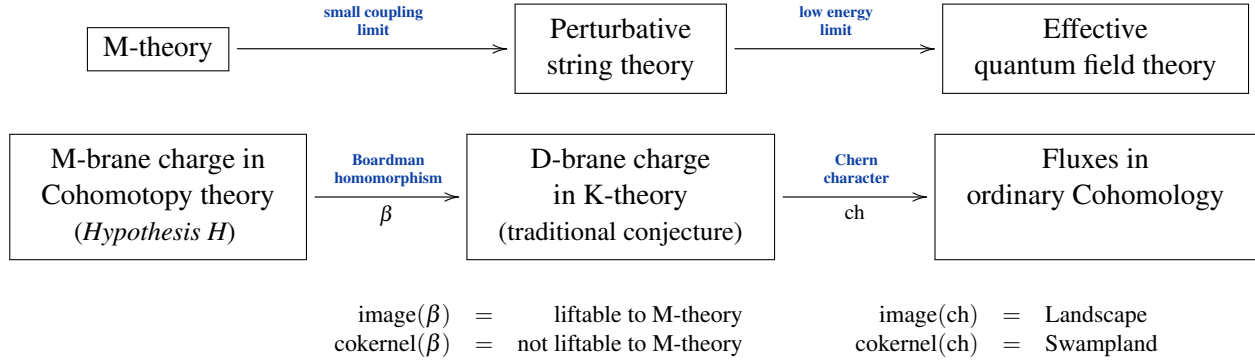 small coupling
limit
low energy
limit
M-theory
Perturbative
string theory
Effective
quantum field theory
M-brane charge in
Cohomotopy theory
(Hypothesis H)
Boardman
homomorphism
β
D-brane charge
in K-theory
(traditional conjecture)
Chern
character
ch
Fluxes in
ordinary Cohomology
image(β) = liftable to M-theory
cokernel(β) = not liftable to M-theory
image(ch) = Landscape
cokernel(ch) = Swampland